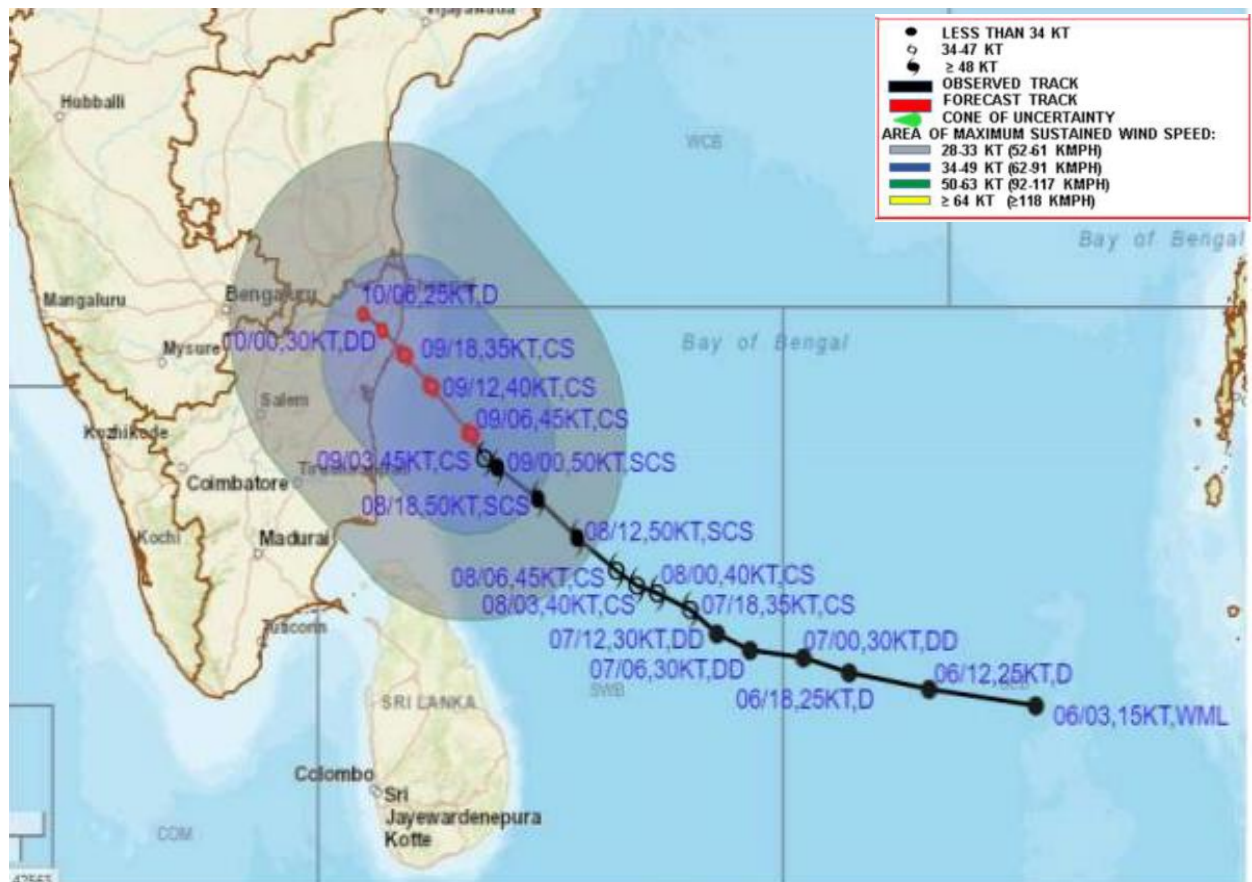 Vijayawada
LESS THAN 34 KT
34-47 KT
≥ 48 KT
OBSERVED TRACK
FORECAST TRACK
CONE OF UNCERTAINTY
AREA OF MAXIMUM SUSTAINED WIND SPEED:
28-33 KT (52-61 KMPH)
34-49 KT (62-91 KMPH)
50-63 KT (92-117 KMPH)
≥ 64 KT (≥118 KMPH)
Hubballi
WCB
Bay of Bengal
Mangaluru
Bengaluru
10/06,25KT,D
10/00,30KT,DD
09/18,35KT,CS
Bay of Bengal
Mysuru
09/12,40KT,CS
Salem
09/06,45KT,CS
Kozhikode
09/03,45KT,CS
09/00,50KT,SCS
Coimbatore
08/18,50KT,SCS
08/12,50KT,SCS
Kochi
Madurai
08/06,45KT,CS
08/00,40KT,CS
08/03,40KT,CS
07/18,35KT,CS
Tuticorin
07/12,30KT,DD
07/00,30KT,DD
07/06,30KT,DD
06/12,25KT,D
SWB
06/18,25KT,D
SRI LANKA
06/03,15KT,WML
Colombo
Sri
Jayewardenepura
Kotte
COM